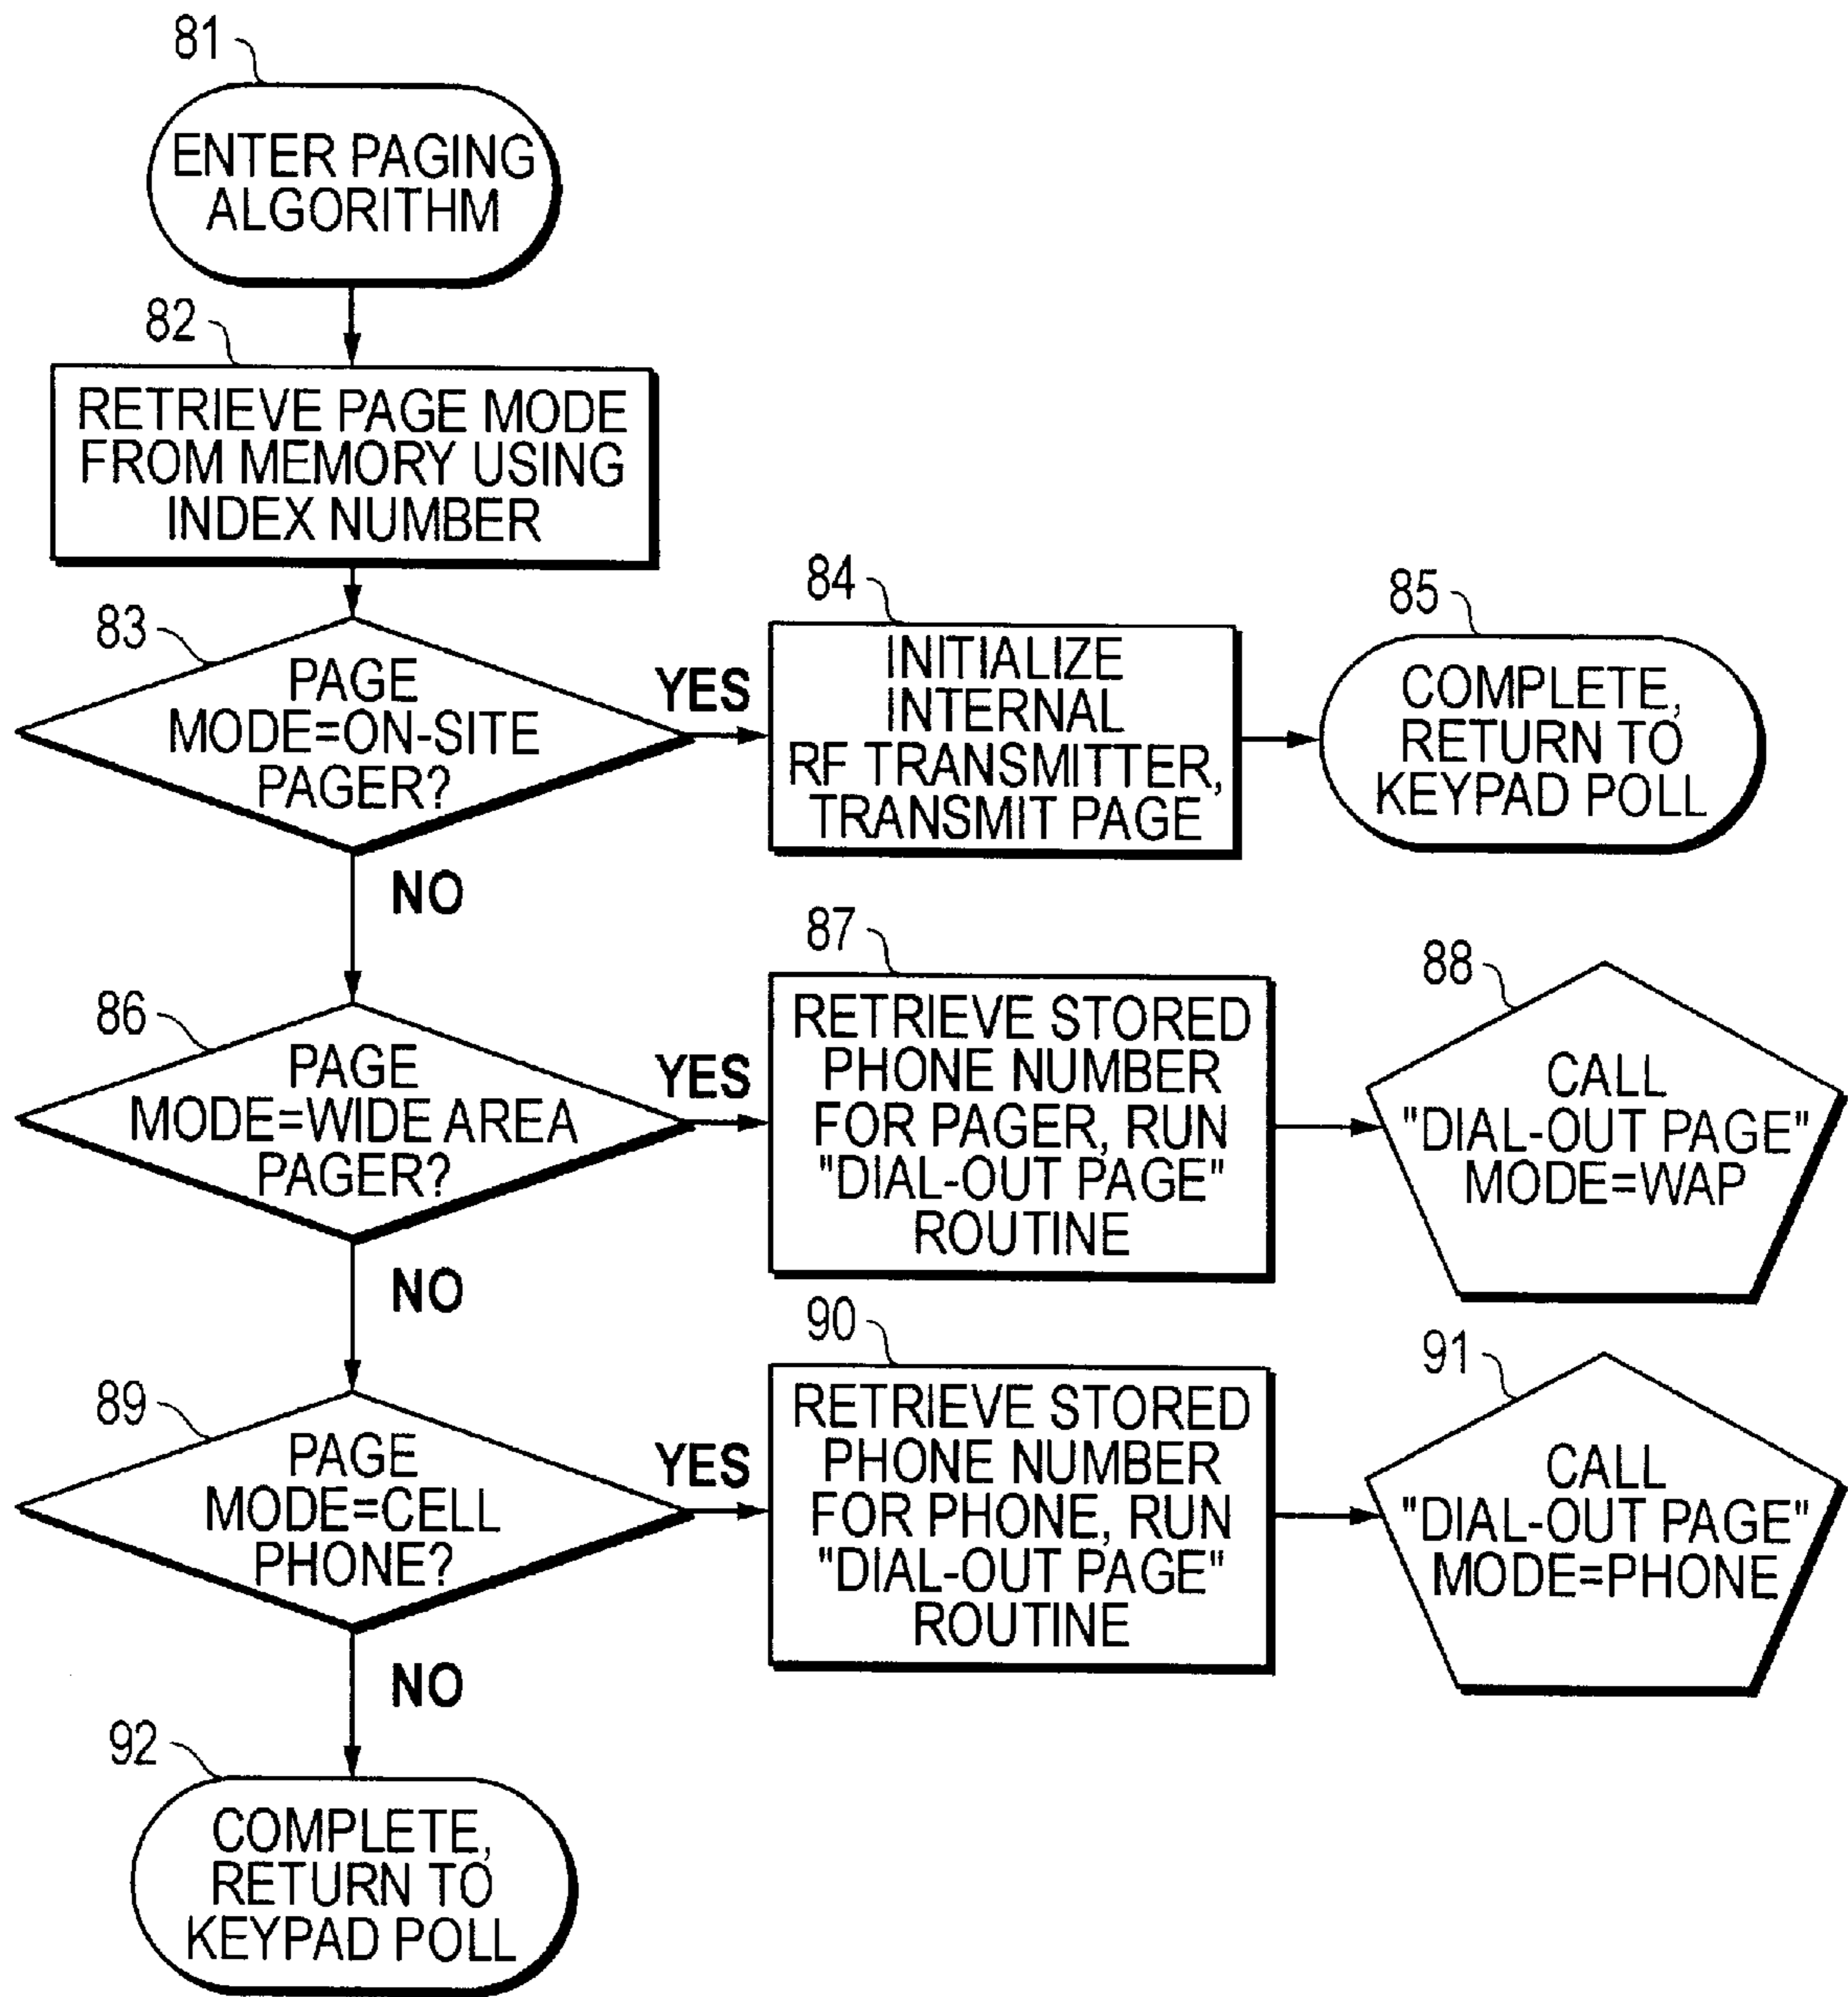 81
ENTER PAGING
ALGORITHM
82
RETRIEVE PAGE MODE
FROM MEMORY USING
INDEX NUMBER
83
PAGE
MODE=ON-SITE
PAGER?
YES
NO
84
INITIALIZE
INTERNAL
RF TRANSMITTER,
TRANSMIT PAGE
85
COMPLETE,
RETURN TO
KEYPAD POLL
86
PAGE
MODE=WIDE AREA
PAGER?
YES
NO
87
RETRIEVE STORED
PHONE NUMBER
FOR PAGER, RUN
"DIAL-OUT PAGE"
ROUTINE
88
CALL
"DIAL-OUT PAGE"
MODE=WAP
89
PAGE
MODE=CELL
PHONE?
YES
NO
90
RETRIEVE STORED
PHONE NUMBER
FOR PHONE, RUN
"DIAL-OUT PAGE"
ROUTINE
91
CALL
"DIAL-OUT PAGE"
MODE=PHONE
92
COMPLETE,
RETURN TO
KEYPAD POLL